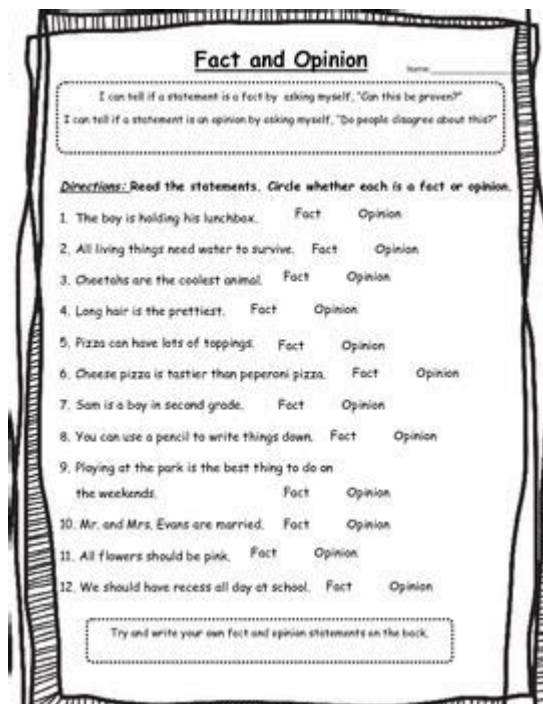 Fact and Opinion
Name:
I can tell if a statement is a fact by asking myself, "Can this be proven?"
I can tell if a statement is an opinion by asking myself, "Do people disagree about this?"
Directions: Read the statements. Circle whether each is a fact or opinion.
1. The boy is holding his lunchbox. Fact Opinion
2. All living things need water to survive. Fact Opinion
3. Cheetahs are the coolest animal. Fact Opinion
4. Long hair is the prettiest. Fact Opinion
5. Pizza can have lots of toppings. Fact Opinion
6. Cheese pizza is tastier than peperoni pizza. Fact Opinion
7. Sam is a boy in second grade. Fact Opinion
8. You can use a pencil to write things down. Fact Opinion
9. Playing at the park is the best thing to do on
the weekends. Fact Opinion
10. Mr. and Mrs. Evans are married. Fact Opinion
11. All flowers should be pink. Fact Opinion
12. We should have recess all day at school. Fact Opinion
Try and write your own fact and opinion statements on the back.